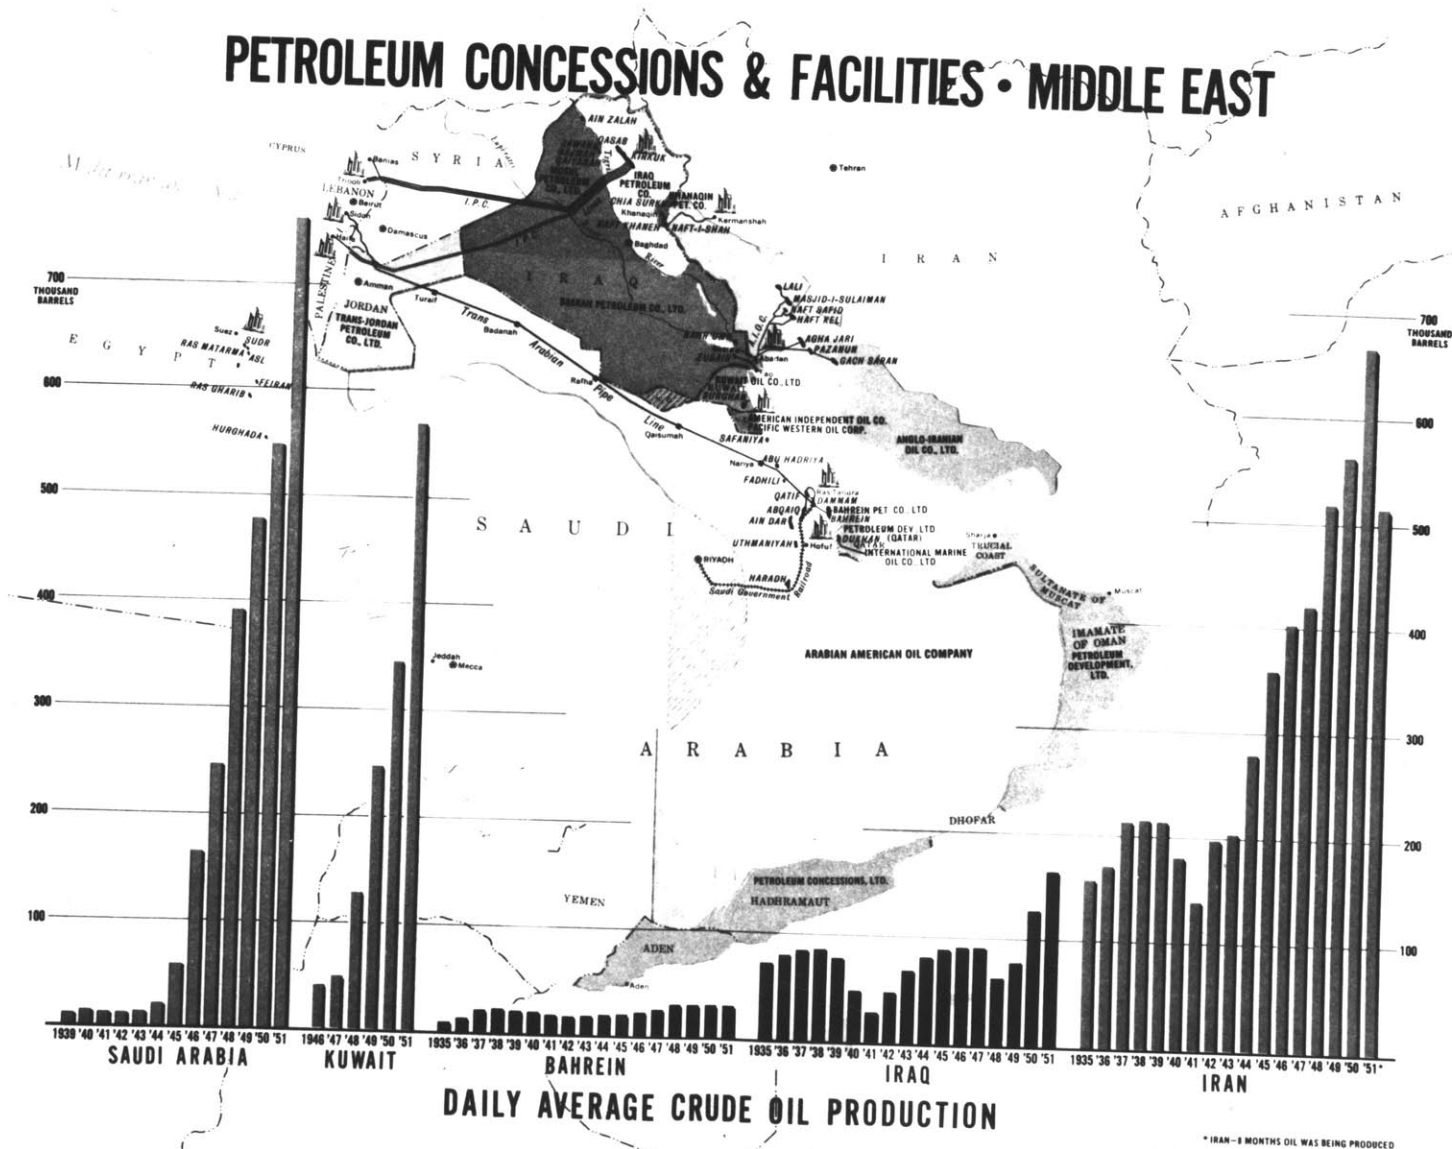 PETROLEUM CONCESSIONS & FACILITIES • MIDDLE EAST
AIN ZALAH
QASAB
KIRKUK
CYPRUS
SYRIA
Banias
Tripoli
LEBANON
Beirut
Sidon
Damascus
I.P.C.
IRAQ
PETROLEUM
CO.
CHIA SURKH
KHANAQIN
PET. CO.
Khanaqin
NAFT KHANEH
NAFT-I-SHAH
Kermanshah
Baghdad
River
Tehran
AFGHANISTAN
IRAN
IRAQ
BASRAH PETROLEUM CO., LTD.
PALESTINE
Amman
JORDAN
TRANS-JORDAN
PETROLEUM
CO., LTD.
Turaif
Badanah
Rafha
Qaisumah
Trans Arabian Pipe Line
LALI
MASJID-I-SULAIMAN
NAFT SAFID
HAFT KEL
A.I.O.C.
AGHA JARI
PAZANUN
GACH SARAN
Abadan
ZUBAIR
KUWAIT OIL CO., LTD
BURGHAN
AMERICAN INDEPENDENT OIL CO.
PACIFIC WESTERN OIL CORP.
SAFANIYA
ANGLO-IRANIAN
OIL CO., LTD.
EGYPT
Suez
SUDR
RAS MATARMA
ASL
FEIRAN
RAS GHARIB
HURGHADA
Nariya
ABU HADRIYA
FADHILI
QATIF
Ras Tanura
DAMMAM
ABQAIQ
BAHREIN PET CO. LTD
AIN DAR
PETROLEUM DEV. LTD
(QATAR)
DUKHAN
QATAR
UTHMANIYAH
Hofuf
INTERNATIONAL MARINE
OIL CO. LTD
RIYADH
HARADH
Saudi Government Railroad
Sharja
TRUCIAL
COAST
SULTANATE OF
MUSCAT
Muscat
IMAMATE
OF OMAN
PETROLEUM
DEVELOPMENT,
LTD.
SAUDI
ARABIA
ARABIAN AMERICAN OIL COMPANY
Jeddah
Mecca
DHOFAR
PETROLEUM CONCESSIONS, LTD.
HADHRAMAUT
YEMEN
ADEN
Aden
700
THOUSAND
BARRELS
600
500
400
300
200
100
700
THOUSAND
BARRELS
600
500
400
300
200
100
1939 '40 '41 '42 '43 '44 '45 '46 '47 '48 '49 '50 '51
SAUDI ARABIA
1946 '47 '48 '49 '50 '51
KUWAIT
1935 '36 '37 '38 '39 '40 '41 '42 '43 '44 '45 '46 '47 '48 '49 '50 '51
BAHREIN
1935 '36 '37 '38 '39 '40 '41 '42 '43 '44 '45 '46 '47 '48 '49 '50 '51
IRAQ
1935 '36 '37 '38 '39 '40 '41 '42 '43 '44 '45 '46 '47 '48 '49 '50 '51*
IRAN
DAILY AVERAGE CRUDE OIL PRODUCTION
* IRAN—8 MONTHS OIL WAS BEING PRODUCED